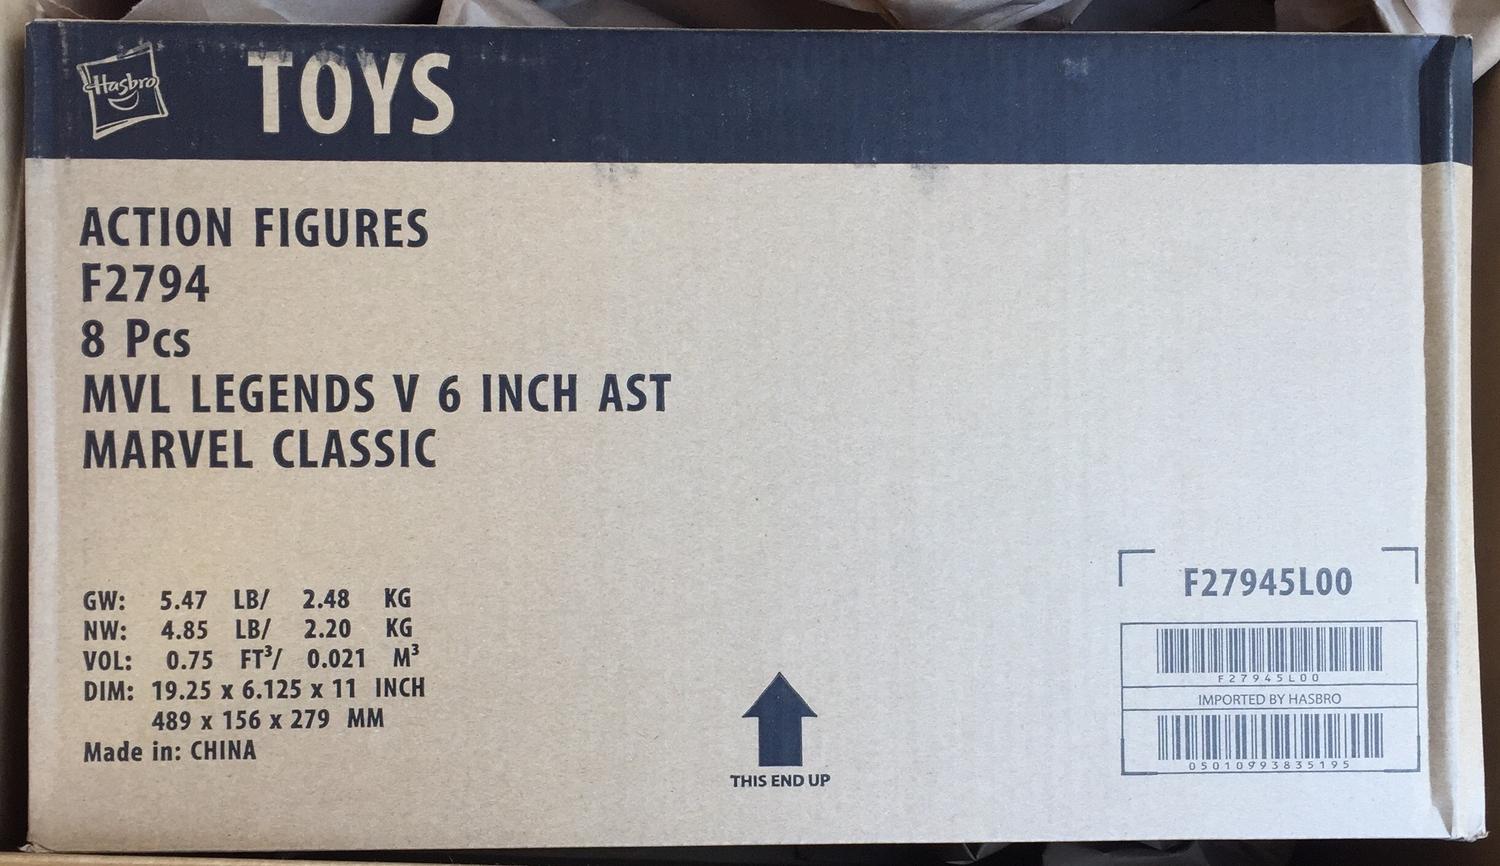 Hasbro
TOYS
ACTION FIGURES
F2794
8 Pcs
MVL LEGENDS V 6 INCH AST
MARVEL CLASSIC
GW: 5.47 LB/ 2.48 KG
NW: 4.85 LB/ 2.20 KG
VOL: 0.75 FT³/ 0.021 M³
DIM: 19.25 x 6.125 x 11 INCH
489 x 156 x 279 MM
Made in: CHINA
THIS END UP
F27945L00
F27945L00
IMPORTED BY HASBRO
05010993835195